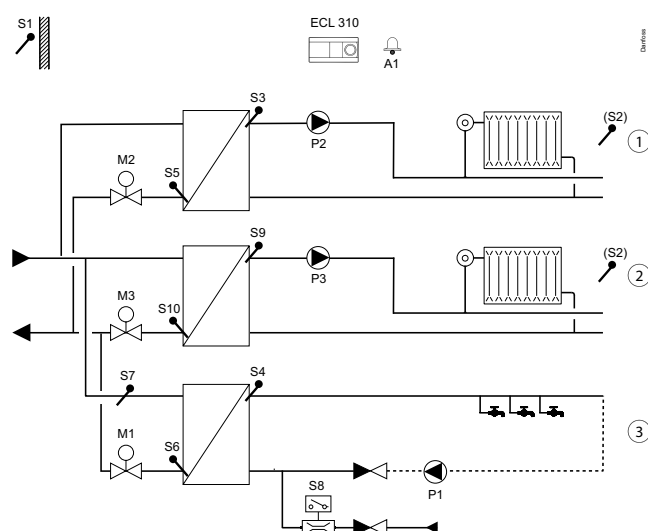 S1
ECL 310
A1
Danfoss
S3
P2
(S2)
1
M2
S5
S9
P3
(S2)
2
M3
S10
S7
S4
3
M1
S6
S8
P1